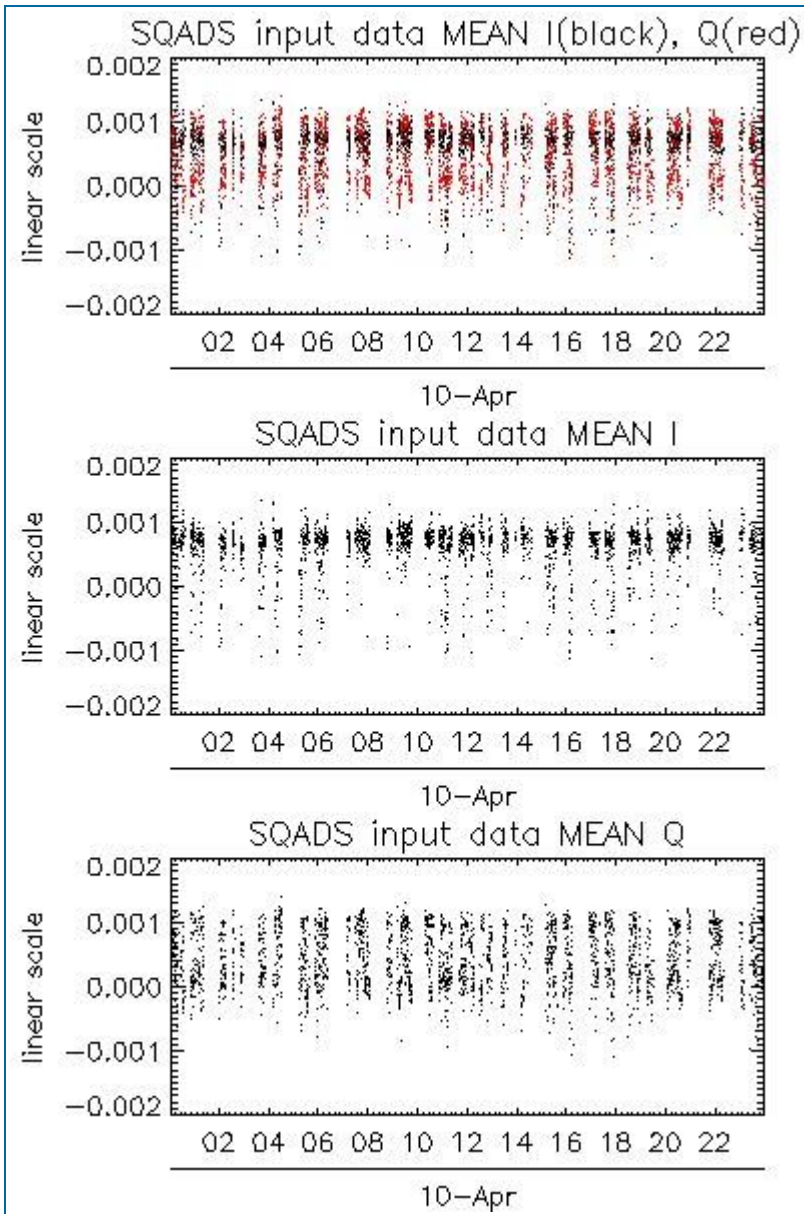 SQADS input data MEAN I(black), Q(red)
0.002
0.001
0.000
−0.001
−0.002
linear scale
02 04 06 08 10 12 14 16 18 20 22
10−Apr
SQADS input data MEAN I
0.002
0.001
0.000
−0.001
−0.002
linear scale
02 04 06 08 10 12 14 16 18 20 22
10−Apr
SQADS input data MEAN Q
0.002
0.001
0.000
−0.001
−0.002
linear scale
02 04 06 08 10 12 14 16 18 20 22
10−Apr